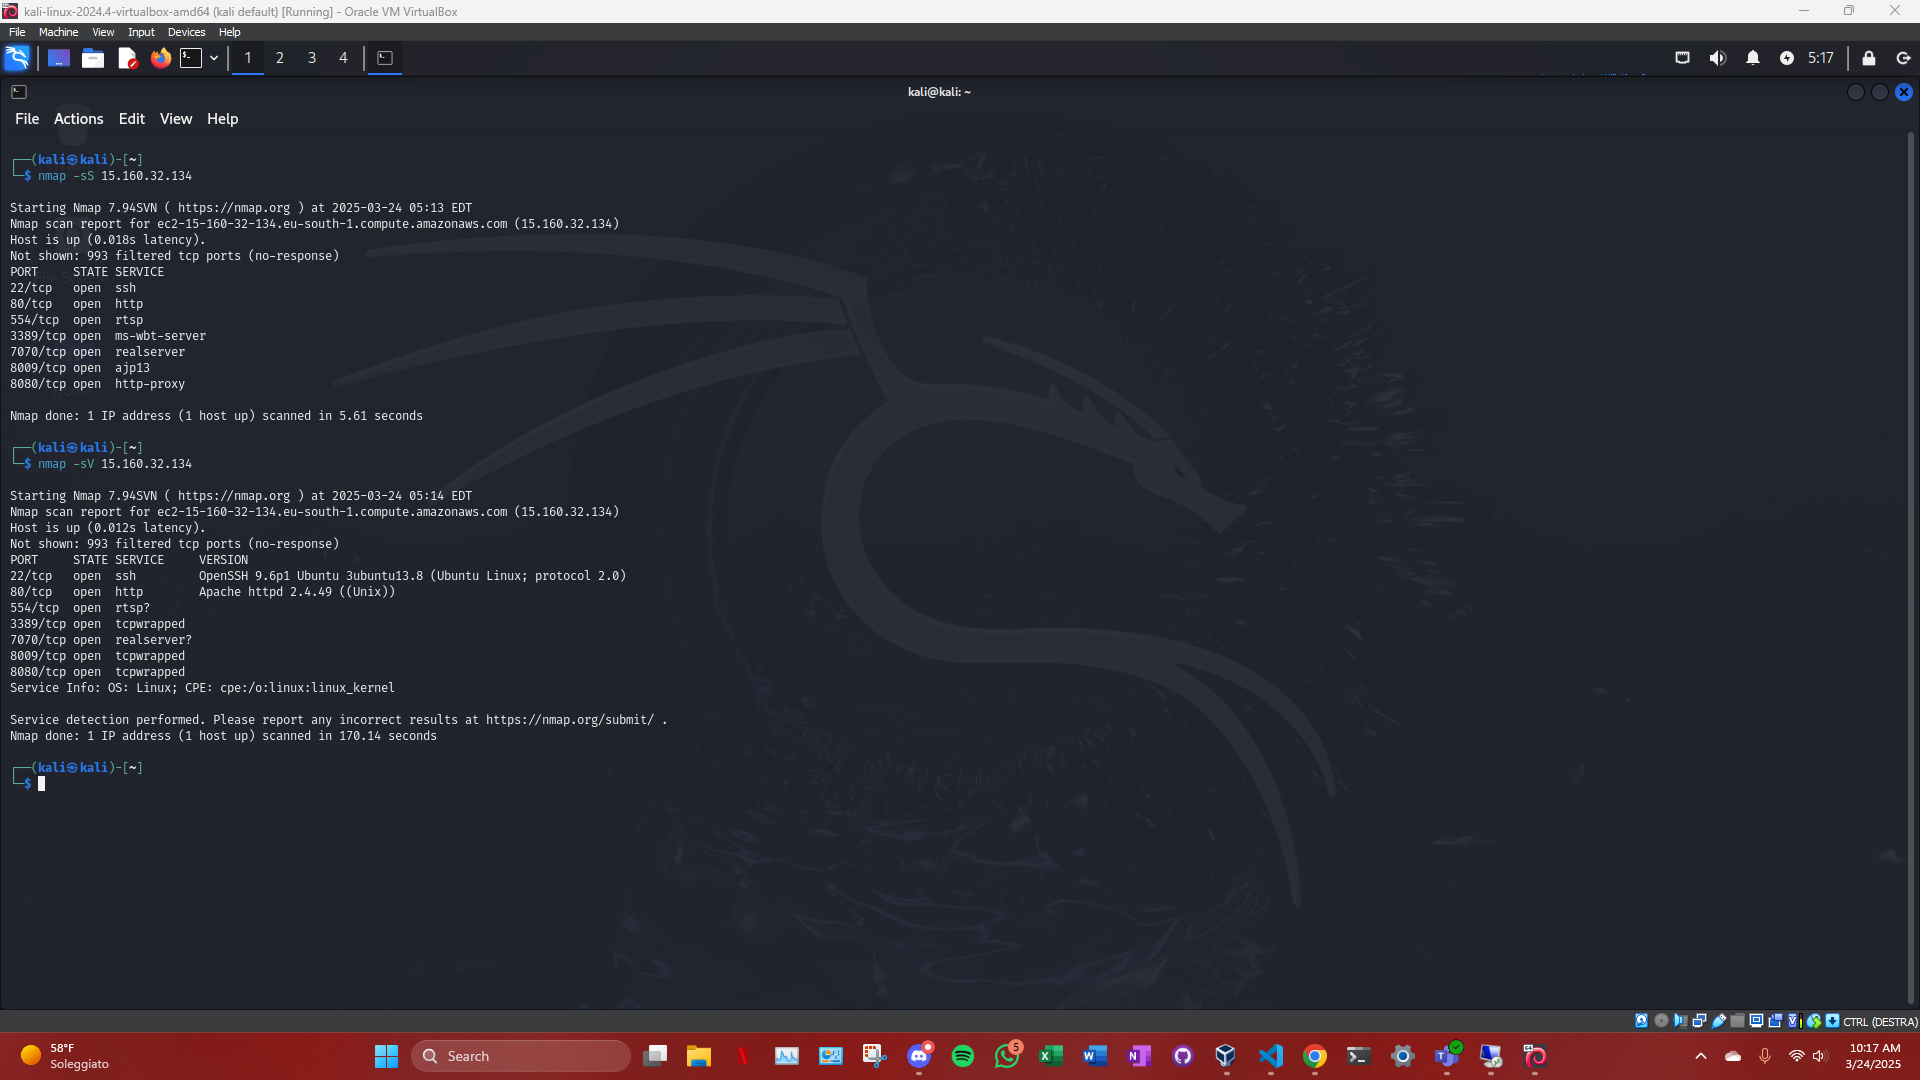 kali-linux-2024.4-virtualbox-amd64 (kali default) [Running] - Oracle VM VirtualBox
File Machine View Input Devices Help
1 2 3 4
5:17
kali@kali: ~
File Actions Edit View Help
┌──(kali㉿kali)-[~]
└─$ nmap -sS 15.160.32.134
Starting Nmap 7.94SVN ( https://nmap.org ) at 2025-03-24 05:13 EDT
Nmap scan report for ec2-15-160-32-134.eu-south-1.compute.amazonaws.com (15.160.32.134)
Host is up (0.018s latency).
Not shown: 993 filtered tcp ports (no-response)
PORT     STATE SERVICE
22/tcp   open  ssh
80/tcp   open  http
554/tcp  open  rtsp
3389/tcp open  ms-wbt-server
7070/tcp open  realserver
8009/tcp open  ajp13
8080/tcp open  http-proxy
Nmap done: 1 IP address (1 host up) scanned in 5.61 seconds
┌──(kali㉿kali)-[~]
└─$ nmap -sV 15.160.32.134
Starting Nmap 7.94SVN ( https://nmap.org ) at 2025-03-24 05:14 EDT
Nmap scan report for ec2-15-160-32-134.eu-south-1.compute.amazonaws.com (15.160.32.134)
Host is up (0.012s latency).
Not shown: 993 filtered tcp ports (no-response)
PORT     STATE SERVICE     VERSION
22/tcp   open  ssh         OpenSSH 9.6p1 Ubuntu 3ubuntu13.8 (Ubuntu Linux; protocol 2.0)
80/tcp   open  http        Apache httpd 2.4.49 ((Unix))
554/tcp  open  rtsp?
3389/tcp open  tcpwrapped
7070/tcp open  realserver?
8009/tcp open  tcpwrapped
8080/tcp open  tcpwrapped
Service Info: OS: Linux; CPE: cpe:/o:linux:linux_kernel
Service detection performed. Please report any incorrect results at https://nmap.org/submit/ .
Nmap done: 1 IP address (1 host up) scanned in 170.14 seconds
┌──(kali㉿kali)-[~]
└─$
CTRL (DESTRA)
58°F
Soleggiato
Search
5
10:17 AM
3/24/2025